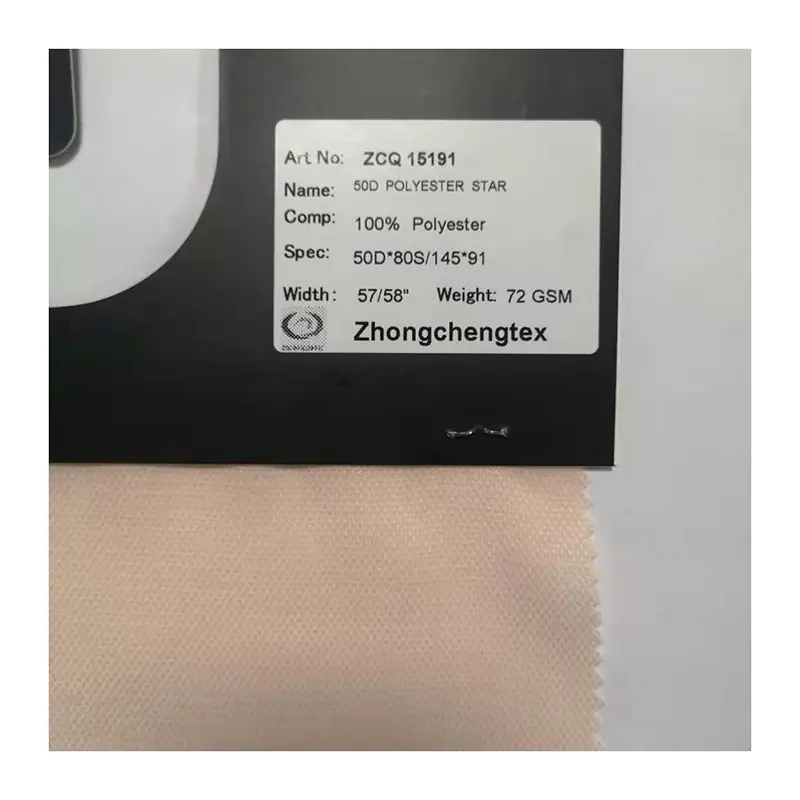 Art No: ZCQ 15191
Name: 50D POLYESTER STAR
Comp: 100% Polyester
Spec: 50D*80S/145*91
Width: 57/58" Weight: 72 GSM
Zhongchengtex